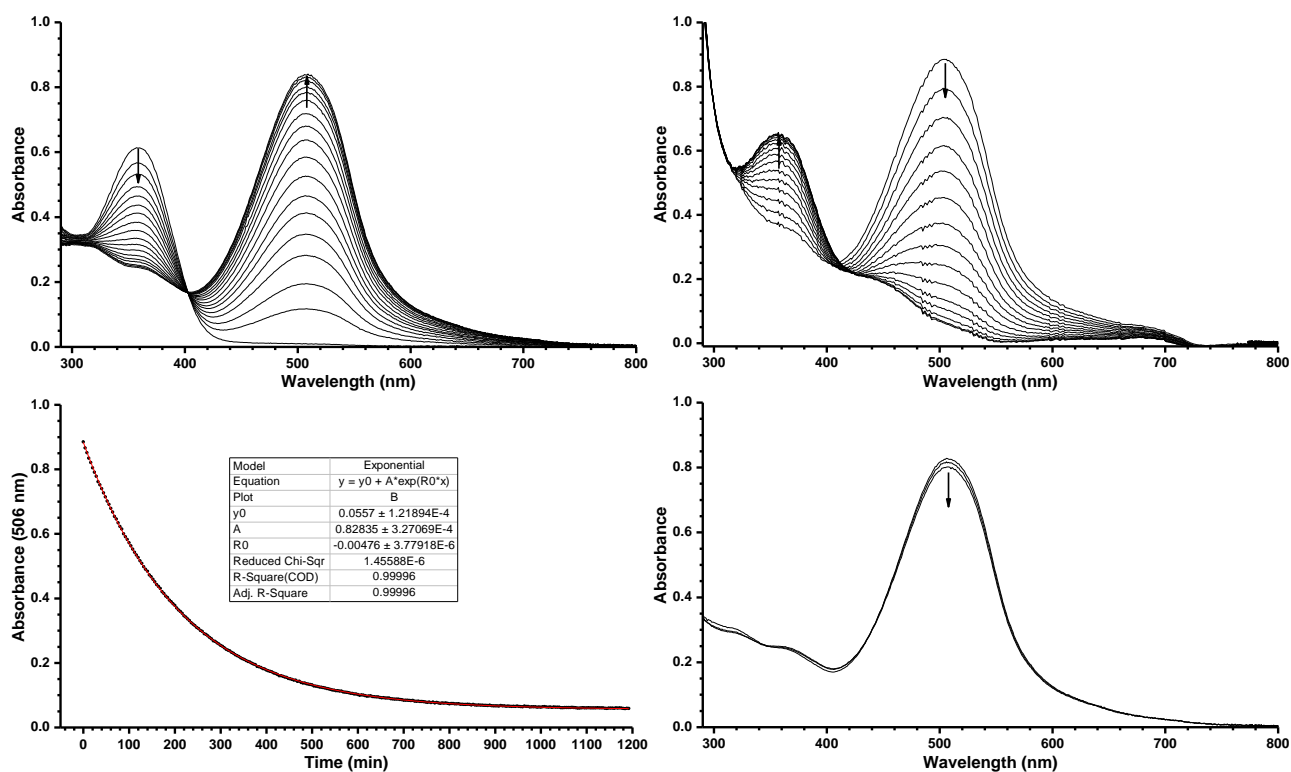 1.0
0.8
0.6
0.4
0.2
0.0
Absorbance
300 400 500 600 700 800
Wavelength (nm)
1.0
0.8
0.6
0.4
0.2
0.0
Absorbance
300 400 500 600 700 800
Wavelength (nm)
1.0
0.8
0.6
0.4
0.2
0.0
Absorbance (506 nm)
Model Exponential
Equation y = y0 + A*exp(R0*x)
Plot B
y0 0.0557 ± 1.21894E-4
A 0.82835 ± 3.27069E-4
R0 -0.00476 ± 3.77918E-6
Reduced Chi-Sqr 1.45588E-6
R-Square(COD) 0.99996
Adj. R-Square 0.99996
0 100 200 300 400 500 600 700 800 900 1000 1100 1200
Time (min)
1.0
0.8
0.6
0.4
0.2
0.0
Absorbance
300 400 500 600 700 800
Wavelength (nm)